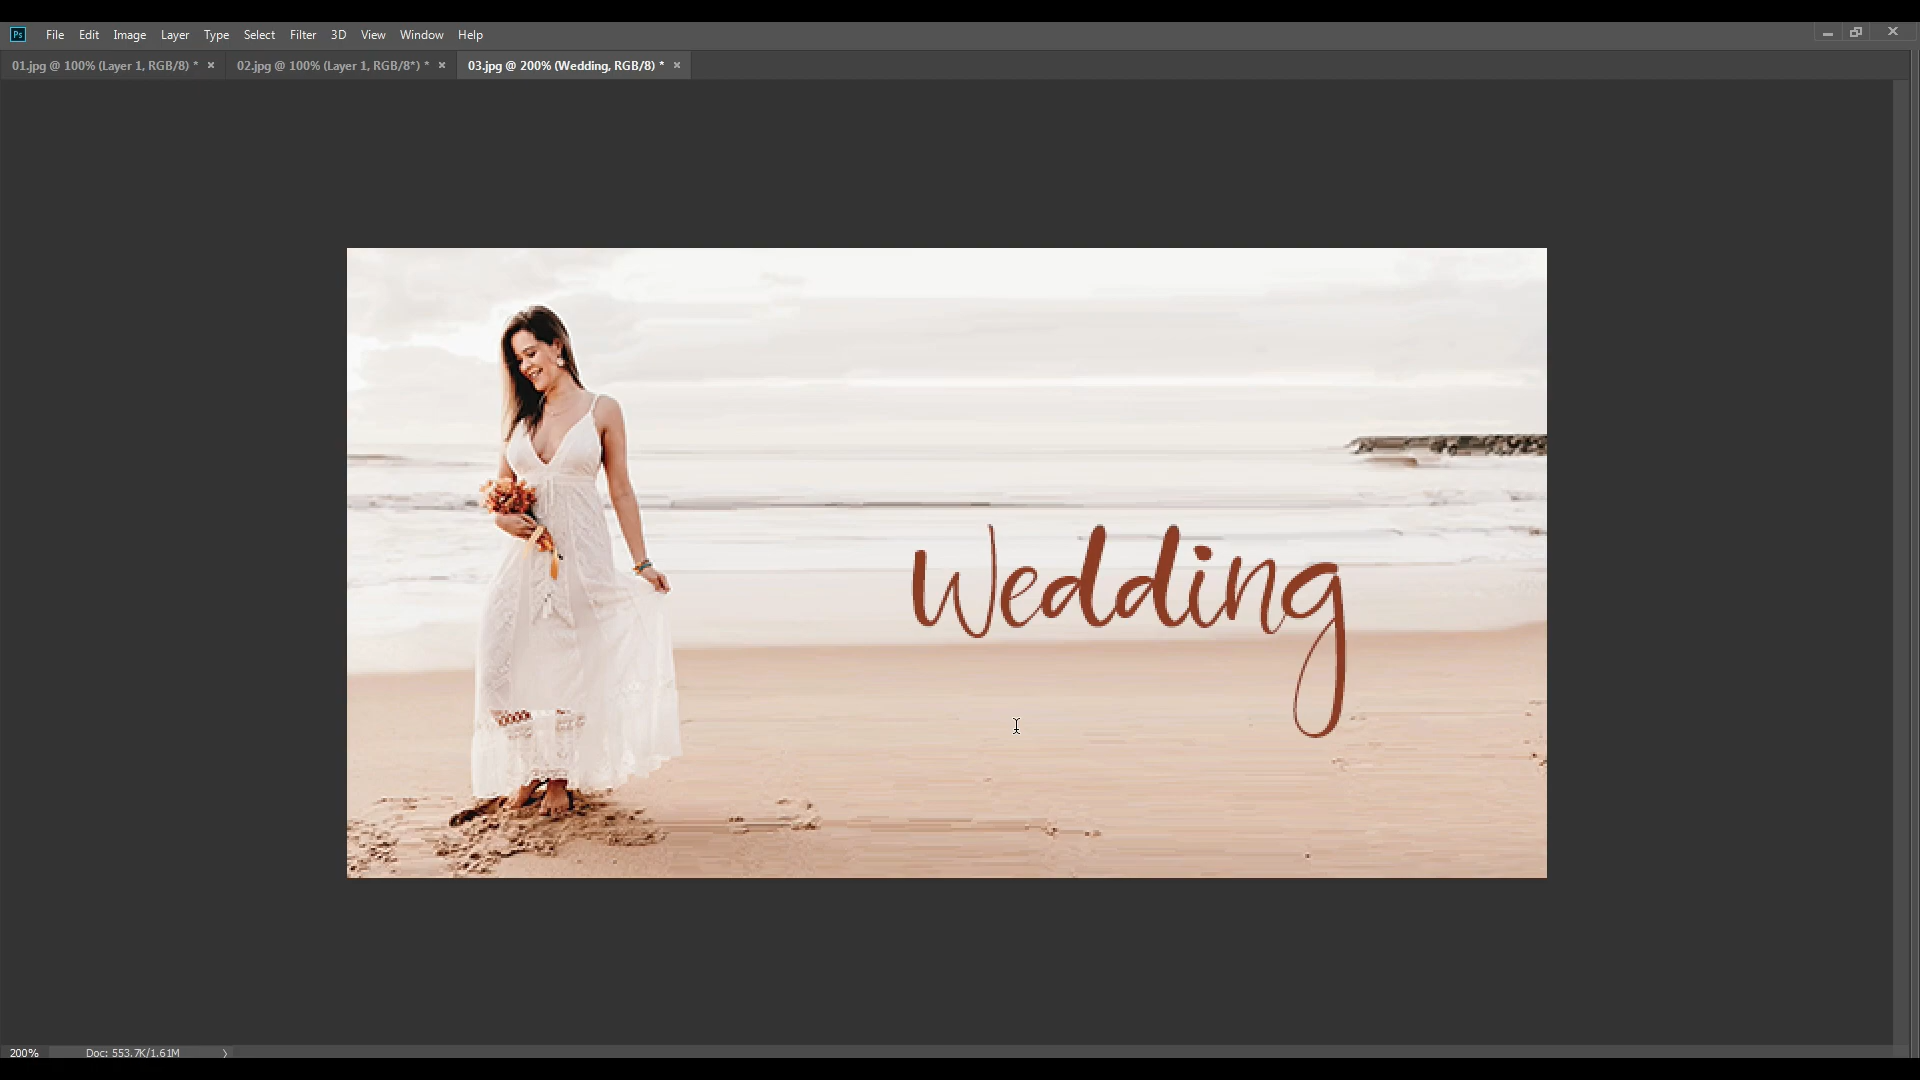 Ps File Edit Image Layer Type Select Filter 3D View Window Help
01.jpg @ 100% (Layer 1, RGB/8) * × 02.jpg @ 100% (Layer 1, RGB/8*) * × 03.jpg @ 200% (Wedding, RGB/8) * ×
Wedding
200% Doc: 553.7K/1.61M